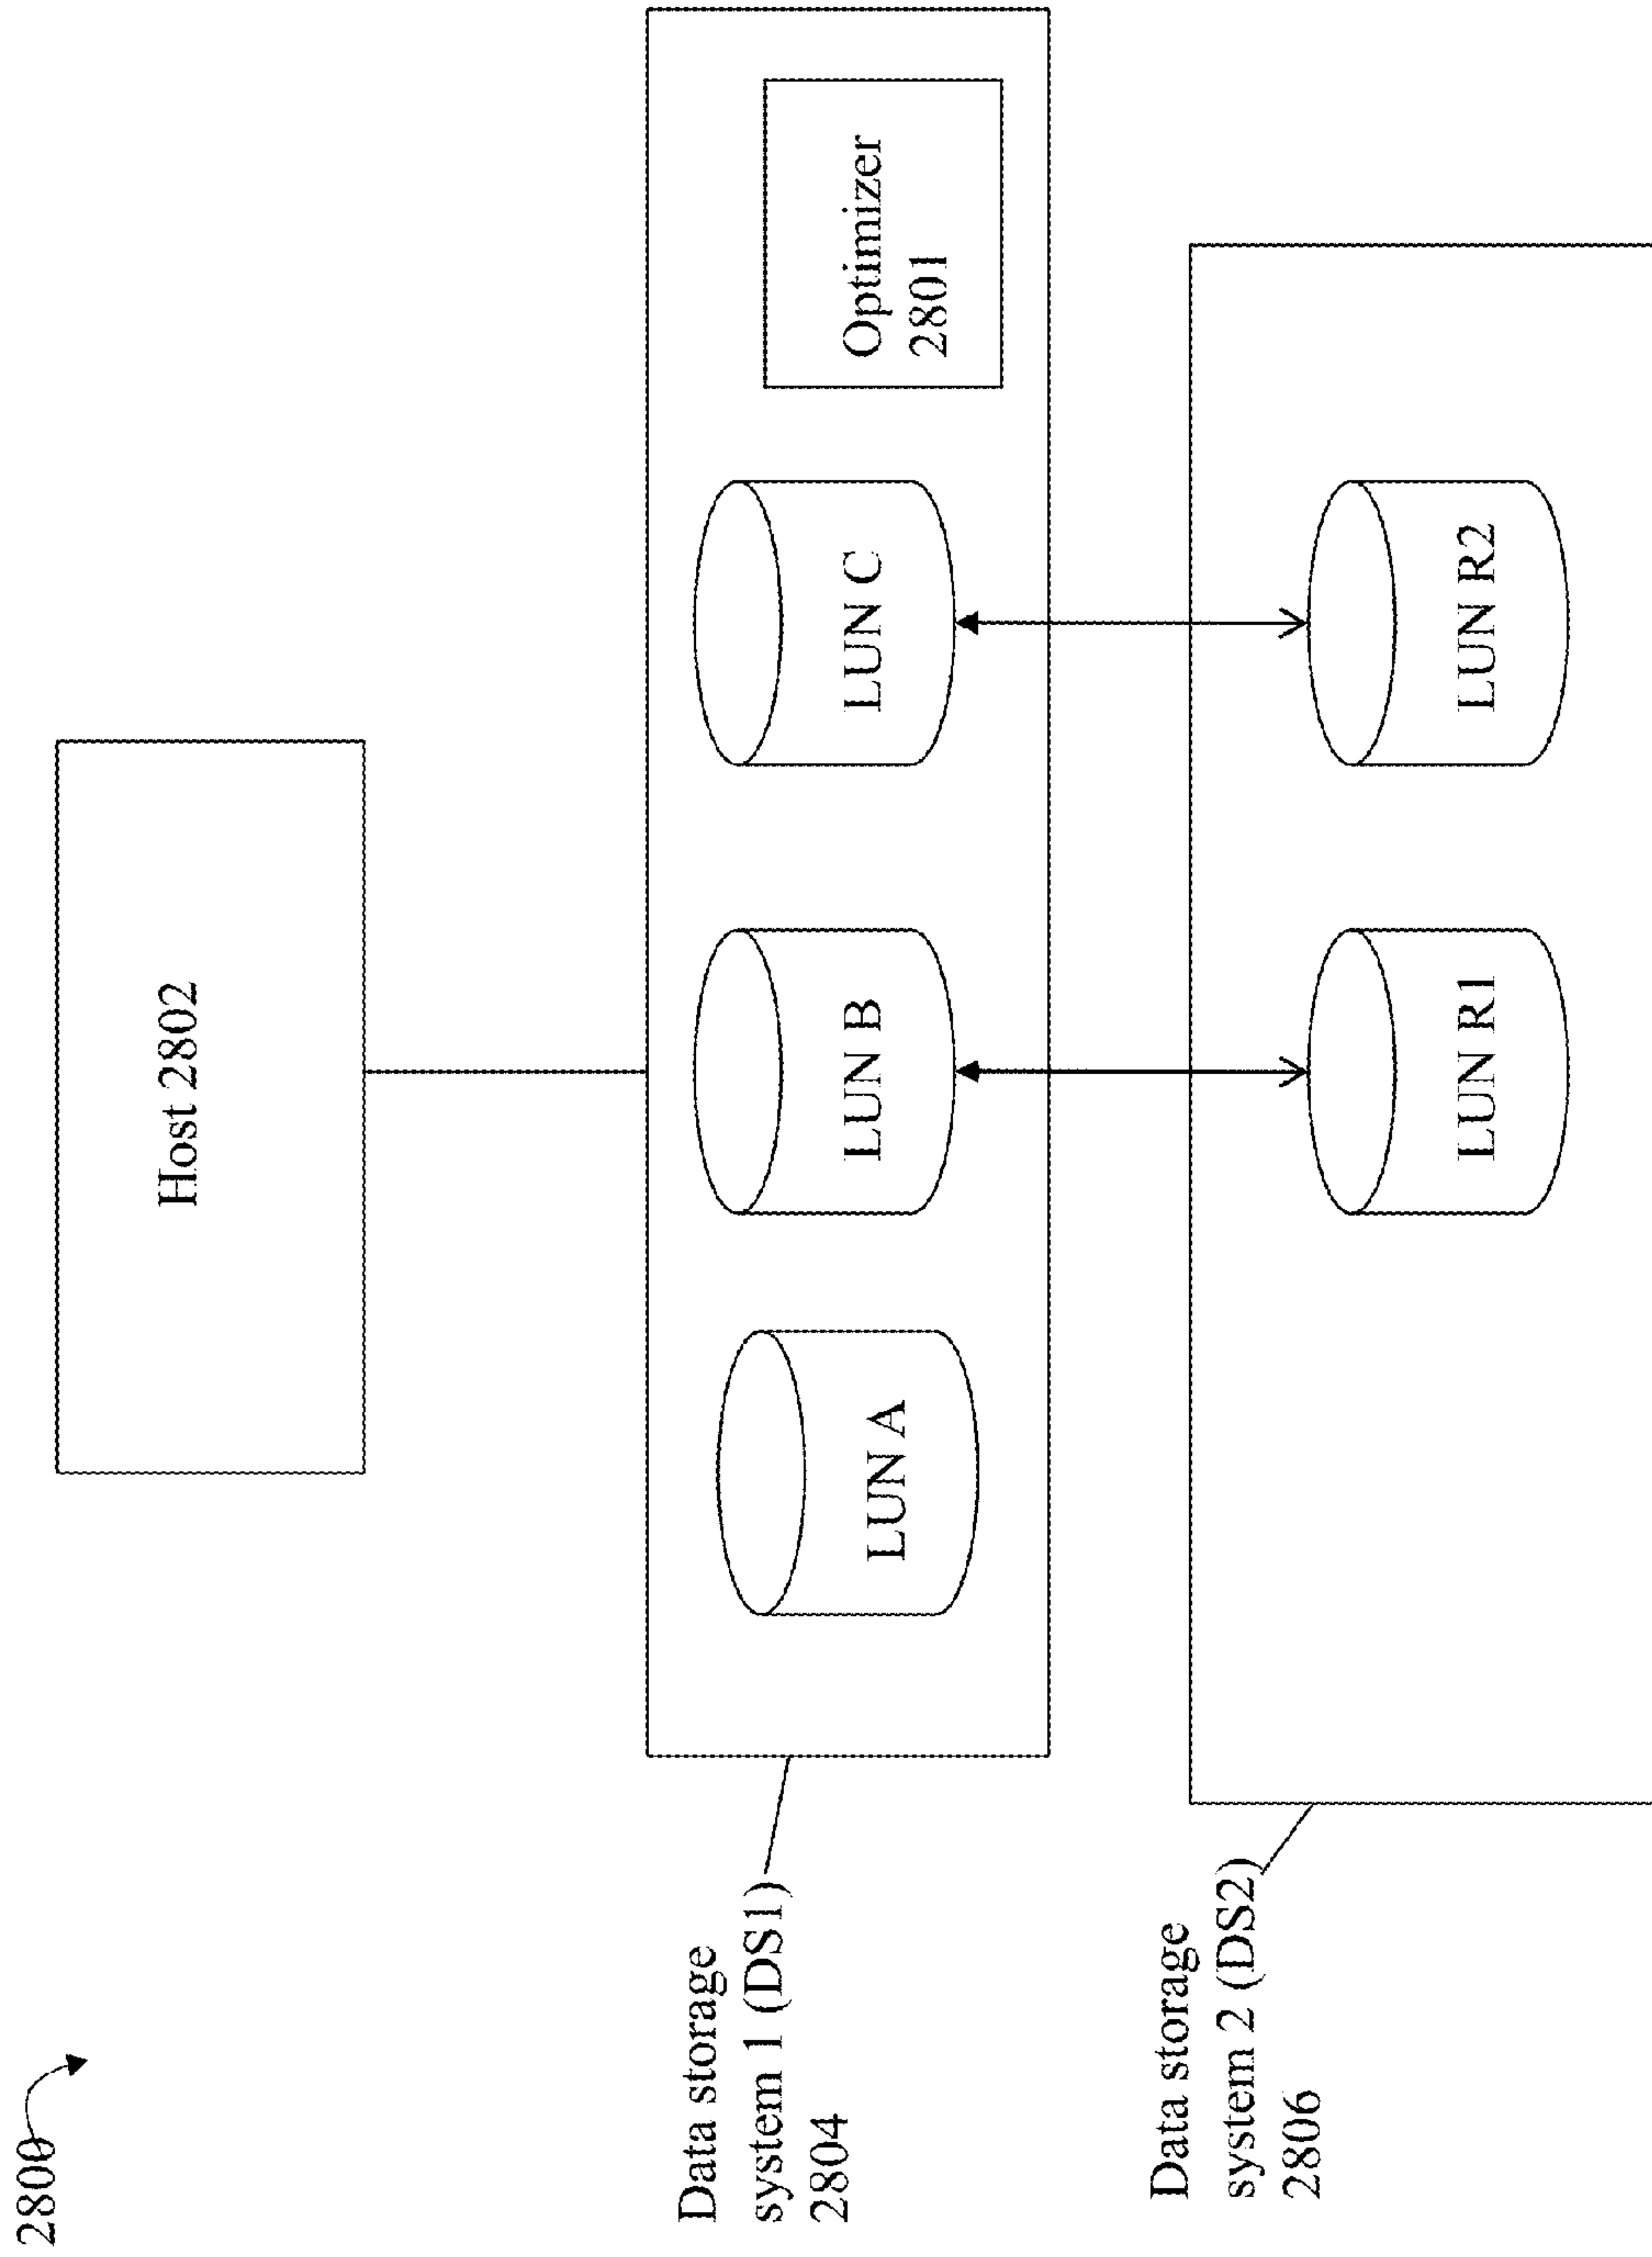 2800
Host 2802
Data storage
system 1 (DS1)
2804
LUN A
LUN B
LUN C
Optimizer
2801
Data storage
system 2 (DS2)
2806
LUN R1
LUN R2